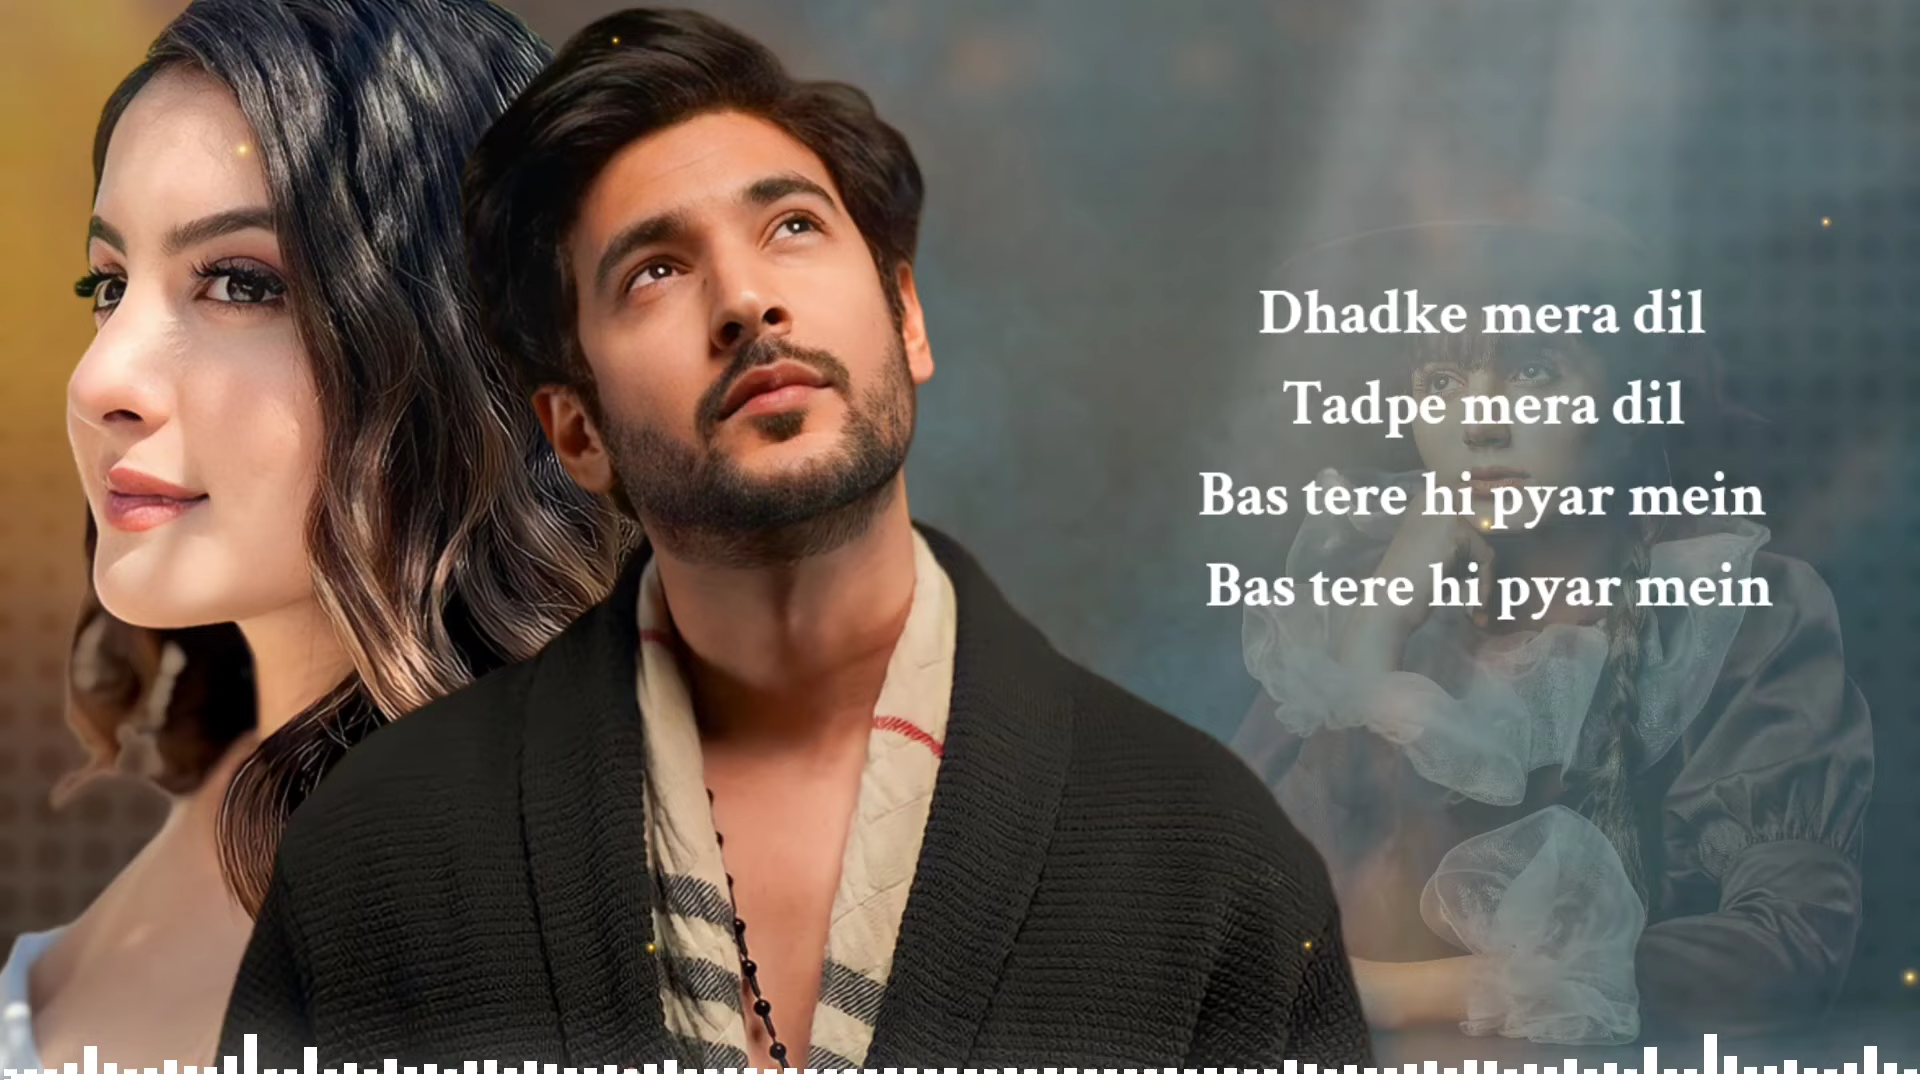 Dhadke mera dil
Tadpe mera dil
Bas tere hi pyar mein
Bas tere hi pyar mein